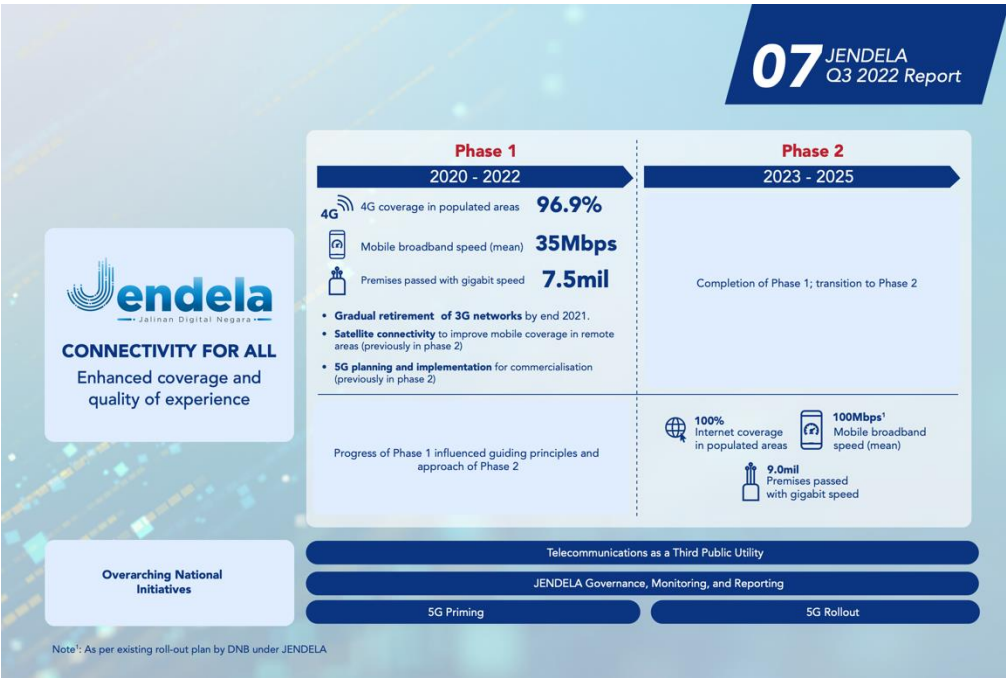 07 JENDELA
Q3 2022 Report
Jendela
Jalinan Digital Negara
CONNECTIVITY FOR ALL
Enhanced coverage and
quality of experience
Phase 1
2020 - 2022
4G
4G coverage in populated areas 96.9%
Mobile broadband speed (mean) 35Mbps
Premises passed with gigabit speed 7.5mil
• Gradual retirement of 3G networks by end 2021.
• Satellite connectivity to improve mobile coverage in remote
areas (previously in phase 2)
• 5G planning and implementation for commercialisation
(previously in phase 2)
Progress of Phase 1 influenced guiding principles and
approach of Phase 2
Phase 2
2023 - 2025
Completion of Phase 1; transition to Phase 2
100%
Internet coverage
in populated areas
100Mbps¹
Mobile broadband
speed (mean)
9.0mil
Premises passed
with gigabit speed
Overarching National
Initiatives
Telecommunications as a Third Public Utility
JENDELA Governance, Monitoring, and Reporting
5G Priming
5G Rollout
Note¹: As per existing roll-out plan by DNB under JENDELA